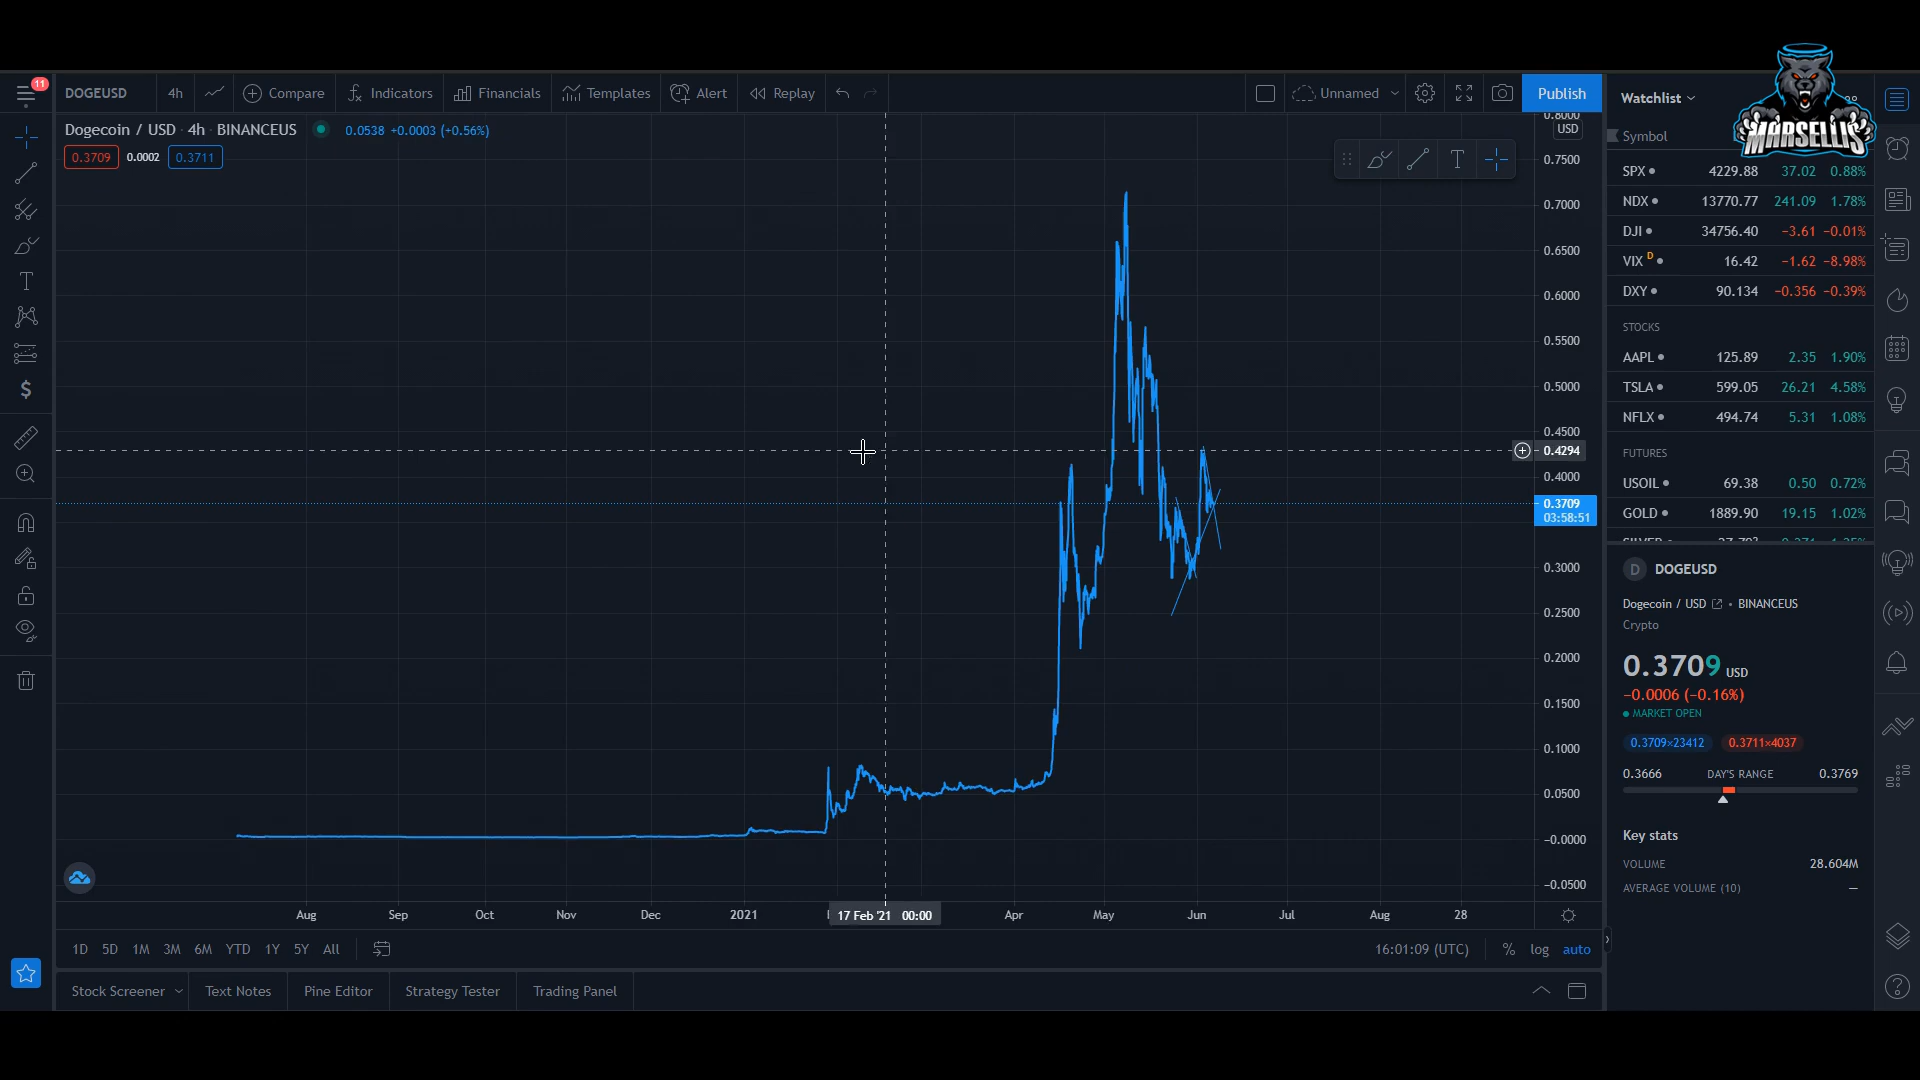 11
DOGEUSD 4h Compare Indicators Financials Templates Alert Replay Unnamed Publish
Dogecoin / USD · 4h · BINANCEUS 0.0538 +0.0003 (+0.56%)
0.3709 0.0002 0.3711
USD
0.8000
0.7500
0.7000
0.6500
0.6000
0.5500
0.5000
0.4500
0.4294
0.4000
0.3709
03:58:51
0.3000
0.2500
0.2000
0.1500
0.1000
0.0500
−0.0000
−0.0500
Aug Sep Oct Nov Dec 2021 17 Feb '21 00:00 Apr May Jun Jul Aug 28
1D 5D 1M 3M 6M YTD 1Y 5Y All 16:01:09 (UTC) % log auto
Stock Screener Text Notes Pine Editor Strategy Tester Trading Panel
Watchlist
MARSELLIS
Symbol
SPX 4229.88 37.02 0.88%
NDX 13770.77 241.09 1.78%
DJI 34756.40 −3.61 −0.01%
VIX D 16.42 −1.62 −8.98%
DXY 90.134 −0.356 −0.39%
STOCKS
AAPL 125.89 2.35 1.90%
TSLA 599.05 26.21 4.58%
NFLX 494.74 5.31 1.08%
FUTURES
USOIL 69.38 0.50 0.72%
GOLD 1889.90 19.15 1.02%
D DOGEUSD
Dogecoin / USD • BINANCEUS
Crypto
0.3709 USD
−0.0006 (−0.16%)
MARKET OPEN
0.3709×23412 0.3711×4037
0.3666 DAY'S RANGE 0.3769
Key stats
VOLUME 28.604M
AVERAGE VOLUME (10) —